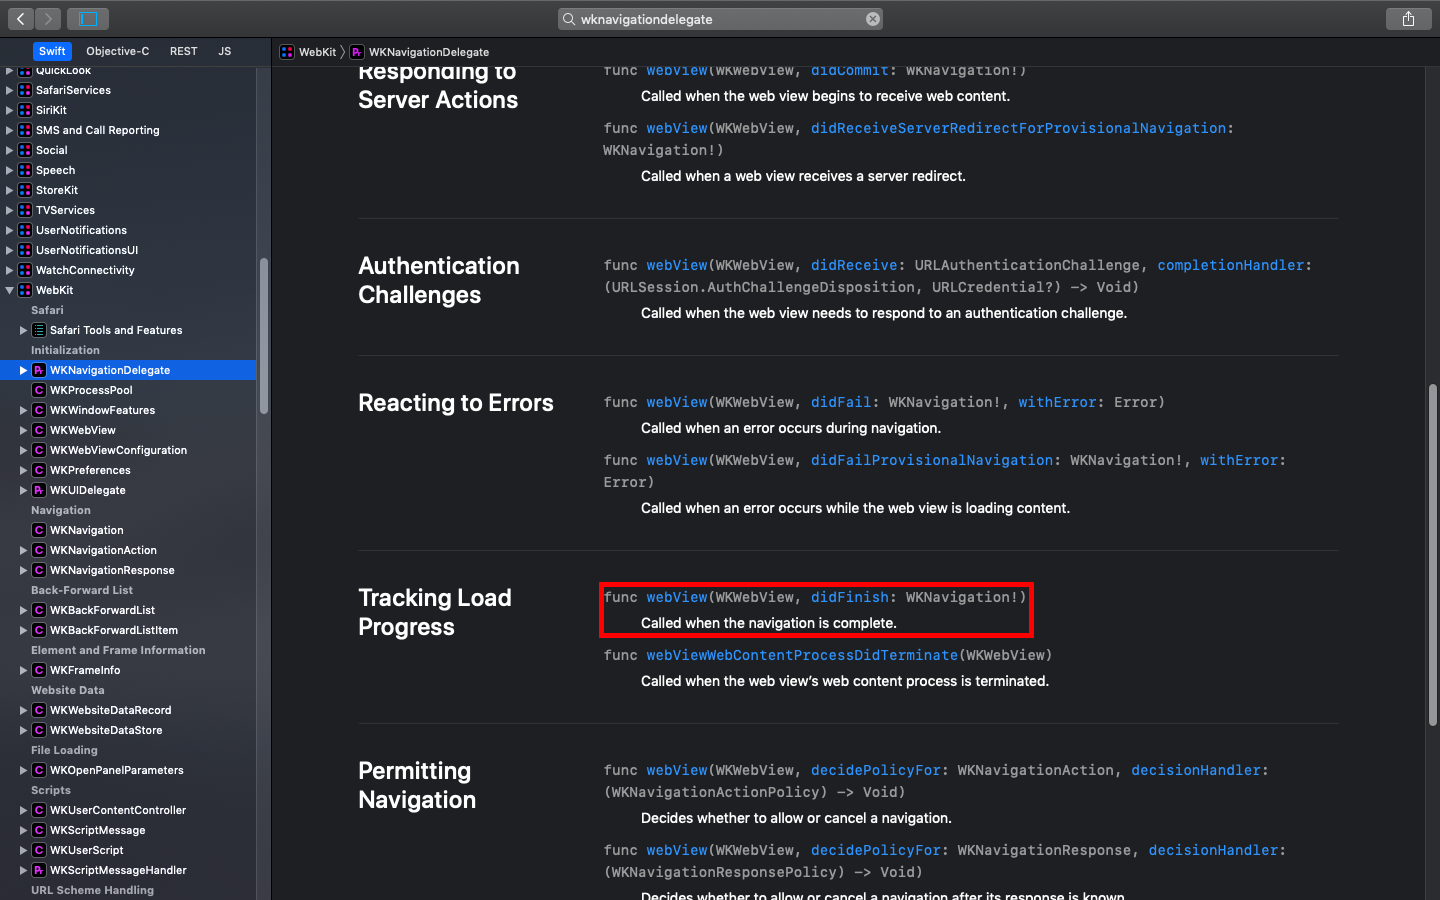 wknavigationdelegate
Swift
Objective-C
REST
JS
WebKit
WKNavigationDelegate
QuickLook
SafariServices
SiriKit
SMS and Call Reporting
Social
Speech
StoreKit
TVServices
UserNotifications
UserNotificationsUI
WatchConnectivity
WebKit
Safari
Safari Tools and Features
Initialization
Pr WKNavigationDelegate
C WKProcessPool
C WKWindowFeatures
C WKWebView
C WKWebViewConfiguration
C WKPreferences
Pr WKUIDelegate
Navigation
C WKNavigation
C WKNavigationAction
C WKNavigationResponse
Back-Forward List
C WKBackForwardList
C WKBackForwardListItem
Element and Frame Information
C WKFrameInfo
Website Data
C WKWebsiteDataRecord
C WKWebsiteDataStore
File Loading
C WKOpenPanelParameters
Scripts
C WKUserContentController
C WKScriptMessage
C WKUserScript
Pr WKScriptMessageHandler
URL Scheme Handling
Responding to
Server Actions
func webView(WKWebView, didCommit: WKNavigation!)
Called when the web view begins to receive web content.
func webView(WKWebView, didReceiveServerRedirectForProvisionalNavigation:
WKNavigation!)
Called when a web view receives a server redirect.
Authentication
Challenges
func webView(WKWebView, didReceive: URLAuthenticationChallenge, completionHandler:
(URLSession.AuthChallengeDisposition, URLCredential?) -> Void)
Called when the web view needs to respond to an authentication challenge.
Reacting to Errors
func webView(WKWebView, didFail: WKNavigation!, withError: Error)
Called when an error occurs during navigation.
func webView(WKWebView, didFailProvisionalNavigation: WKNavigation!, withError:
Error)
Called when an error occurs while the web view is loading content.
Tracking Load
Progress
func webView(WKWebView, didFinish: WKNavigation!)
Called when the navigation is complete.
func webViewWebContentProcessDidTerminate(WKWebView)
Called when the web view’s web content process is terminated.
Permitting
Navigation
func webView(WKWebView, decidePolicyFor: WKNavigationAction, decisionHandler:
(WKNavigationActionPolicy) -> Void)
Decides whether to allow or cancel a navigation.
func webView(WKWebView, decidePolicyFor: WKNavigationResponse, decisionHandler:
(WKNavigationResponsePolicy) -> Void)
Decides whether to allow or cancel a navigation after its response is known.